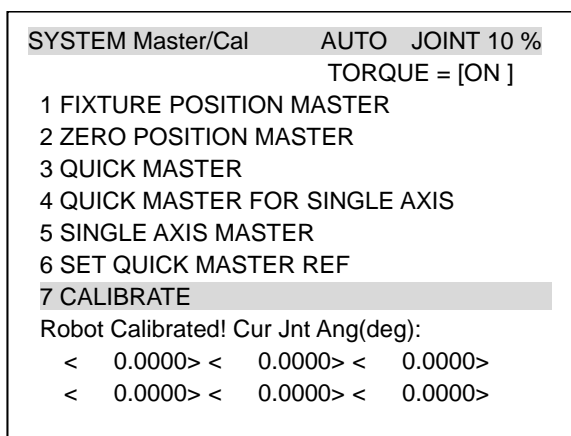 SYSTEM Master/Cal AUTO JOINT 10 %
TORQUE = [ON ]
1 FIXTURE POSITION MASTER
2 ZERO POSITION MASTER
3 QUICK MASTER
4 QUICK MASTER FOR SINGLE AXIS
5 SINGLE AXIS MASTER
6 SET QUICK MASTER REF
7 CALIBRATE
Robot Calibrated! Cur Jnt Ang(deg):
< 0.0000> < 0.0000> < 0.0000>
< 0.0000> < 0.0000> < 0.0000>